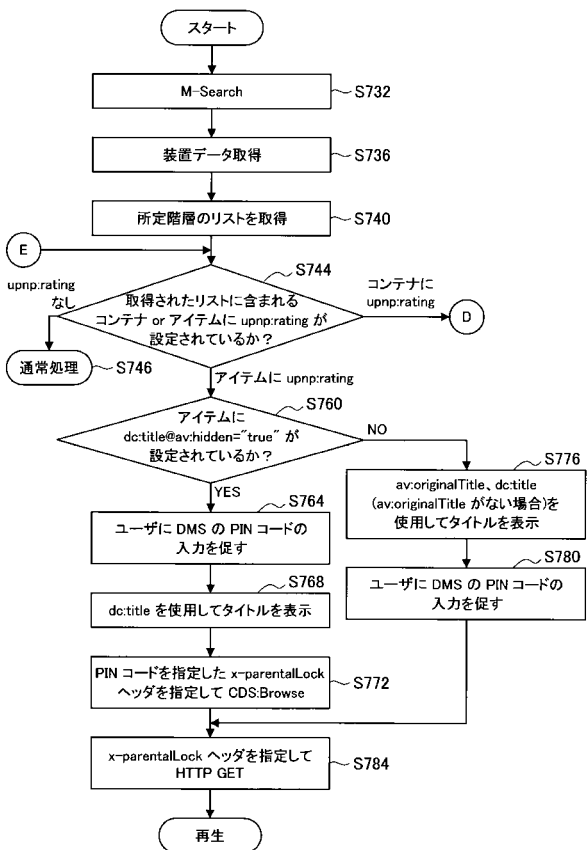 スタート
M-Search
S732
装置データ取得
S736
所定階層のリストを取得
S740
E
S744
upnp:rating
なし
取得されたリストに含まれる
コンテナ or アイテムに upnp:rating が
設定されているか？
コンテナに
upnp:rating
D
通常処理
S746
アイテムに upnp:rating
S760
アイテムに
dc:title@av:hidden="true" が
設定されているか？
NO
YES
S764
ユーザに DMS の PIN コードの
入力を促す
S768
dc:title を使用してタイトルを表示
PIN コードを指定した x-parentalLock
ヘッダを指定して CDS:Browse
S772
S776
av:originalTitle、dc:title
(av:originalTitle がない場合)を
使用してタイトルを表示
S780
ユーザに DMS の PIN コードの
入力を促す
x-parentalLock ヘッダを指定して
HTTP GET
S784
再生